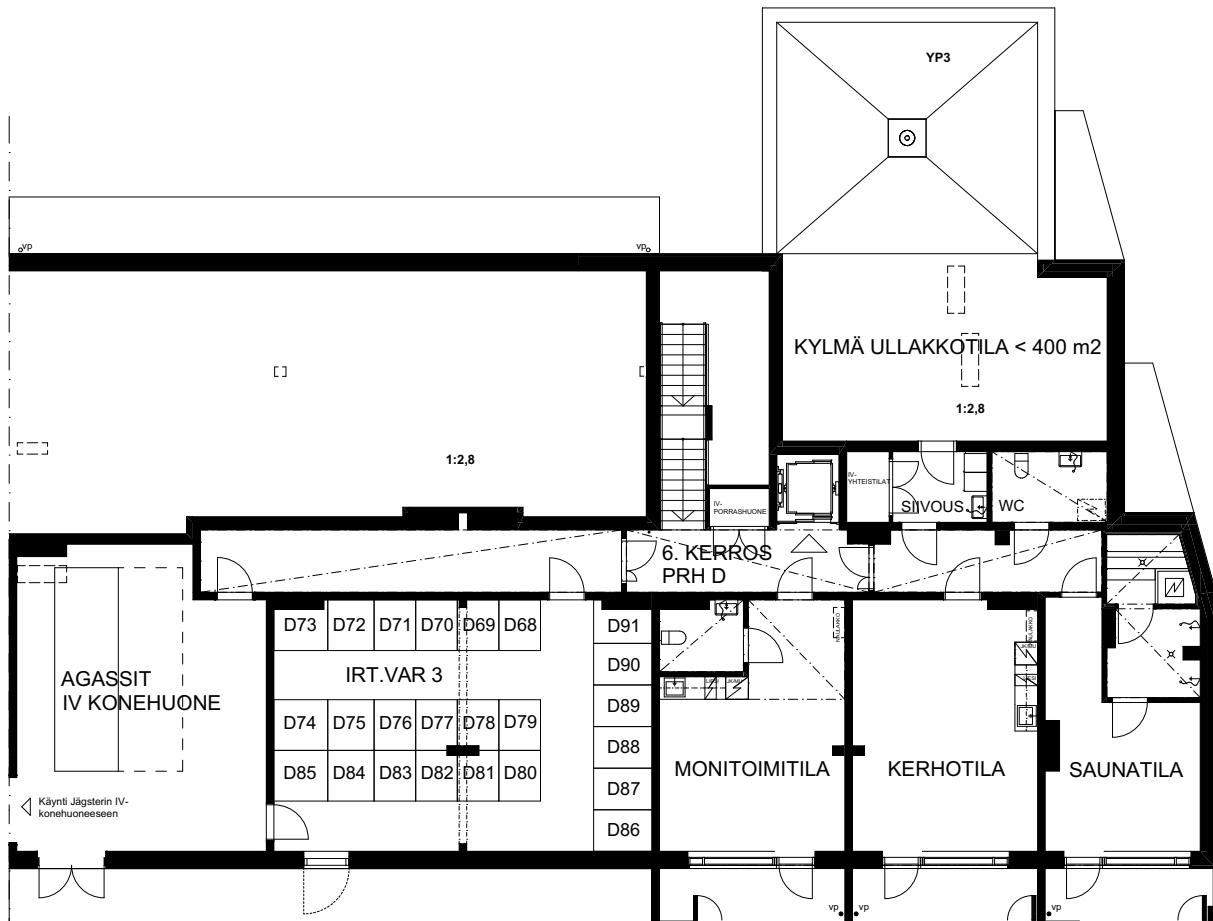 YP3
vp
vp
KYLMÄ ULLAKKOTILA < 400 m2
1:2,8
1:2,8
IV-
YHTEISTILAT
SIIVOUS
WC
IV-
PORRASHUONE
6. KERROS
PRH D
D73 D72 D71 D70 D69 D68
D91
D90
D89
D88
D87
D86
IRT.VAR 3
D74 D75 D76 D77 D78 D79
D85 D84 D83 D82 D81 D80
AGASSIT
IV KONEHUONE
Käynti Jägsterin IV-
konehuoneeseen
NAULAKKO
NAULAKKO
MONITOIMITILA
KERHOTILA
SAUNATILA
vp
vp
vp